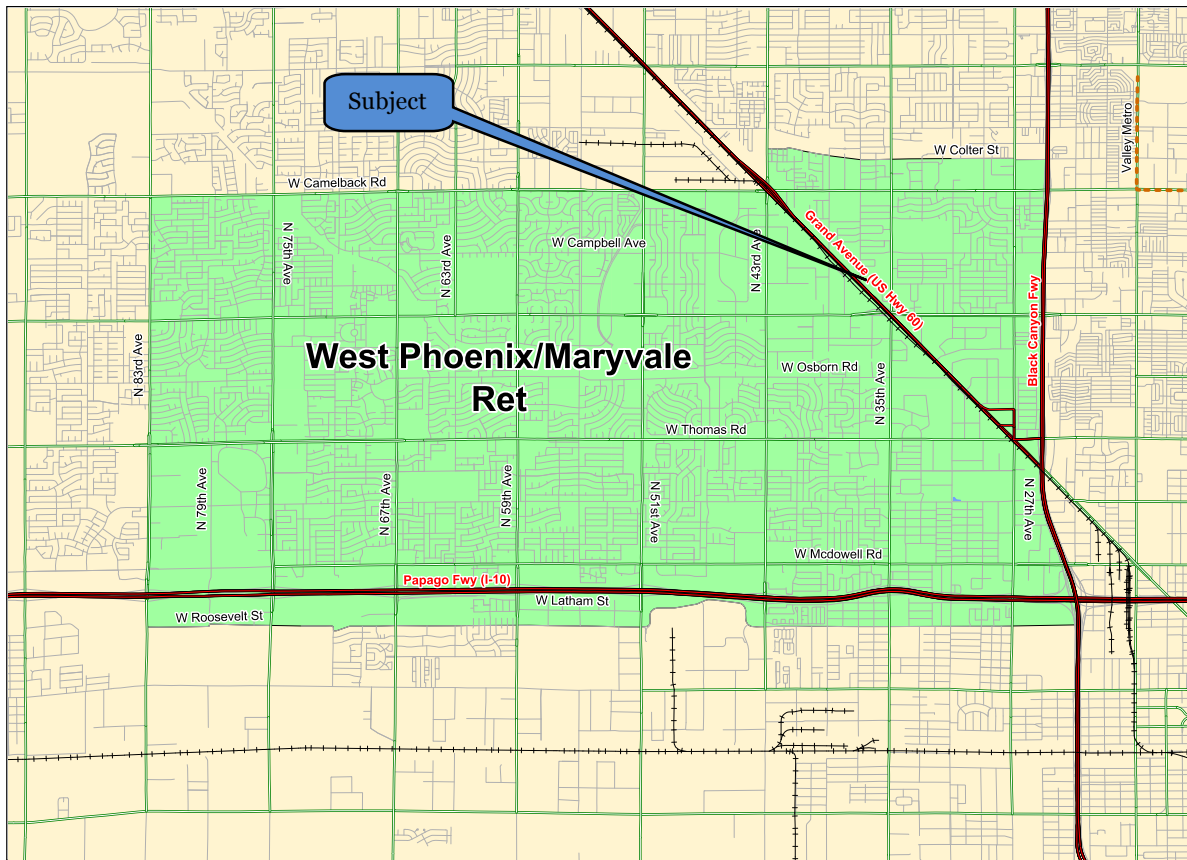 Subject
Valley Metro
W Colter St
W Camelback Rd
Grand Avenue (US Hwy 60)
N 75th Ave
N 63rd Ave
W Campbell Ave
N 43rd Ave
Black Canyon Fwy
N 83rd Ave
West Phoenix/Maryvale
Ret
W Osborn Rd
N 35th Ave
W Thomas Rd
N 79th Ave
N 67th Ave
N 59th Ave
N 51st Ave
N 27th Ave
W Mcdowell Rd
Papago Fwy (I-10)
W Latham St
W Roosevelt St